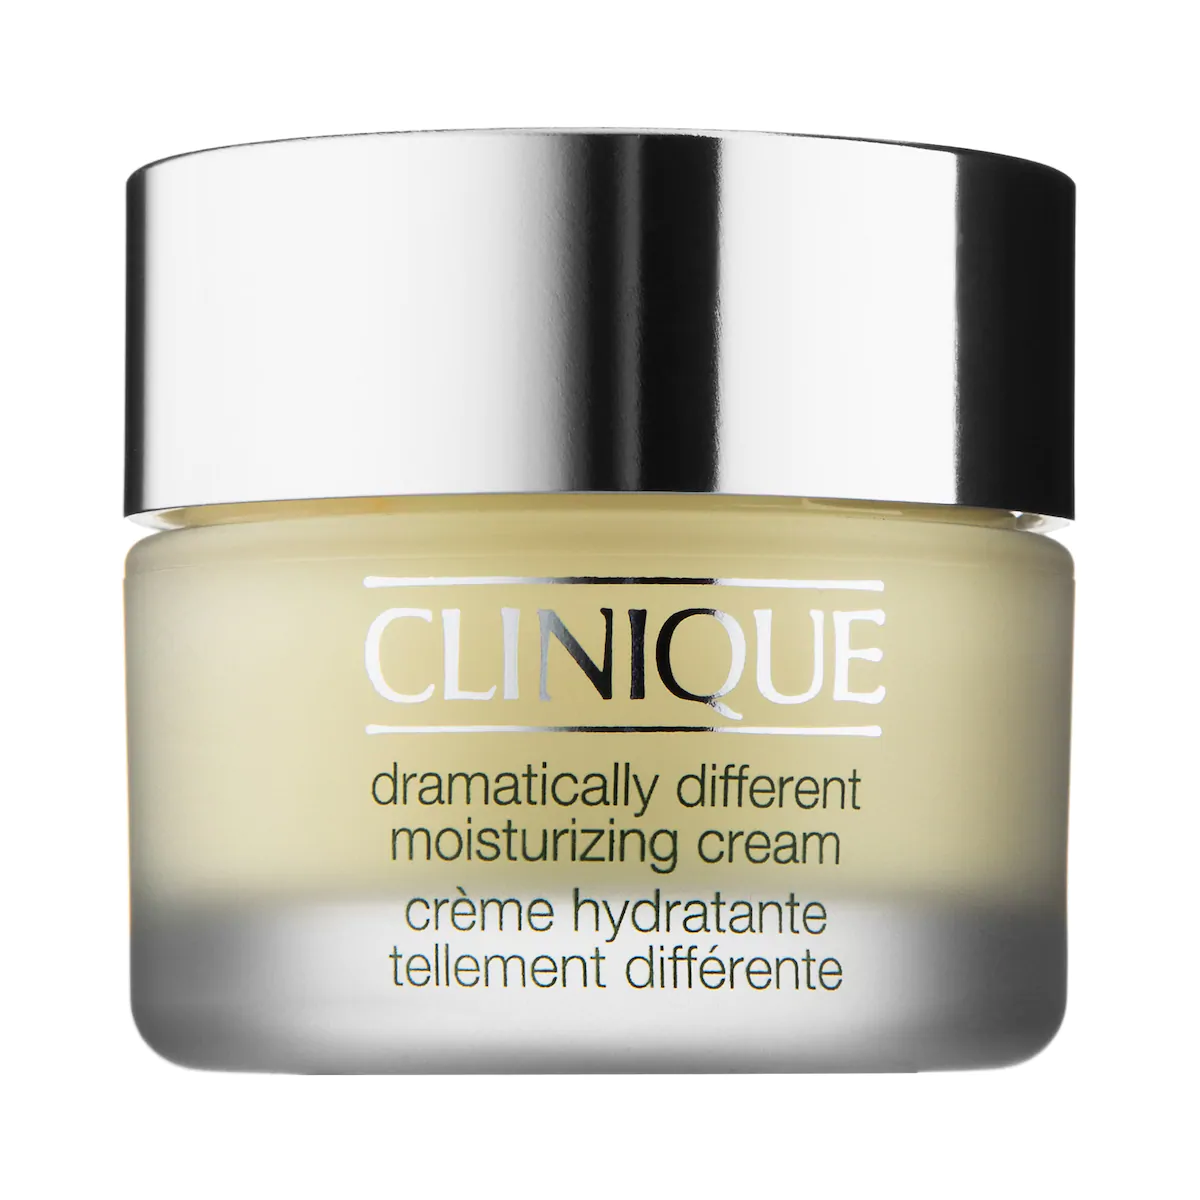 CLINIQUE
dramatically different
moisturizing cream
crème hydratante
tellement différente